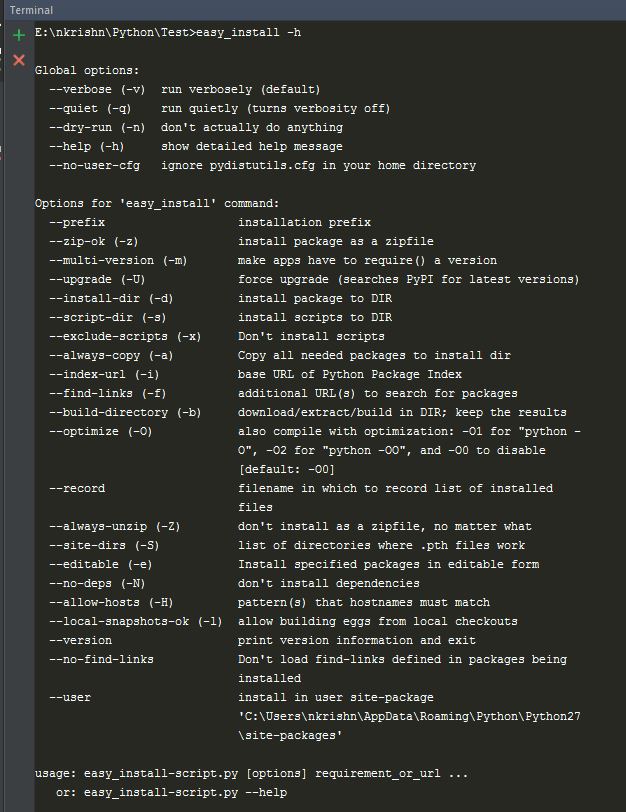 Terminal
E:\nkrishn\Python\Test>easy_install -h
Global options:
--verbose (-v)  run verbosely (default)
--quiet (-q)    run quietly (turns verbosity off)
--dry-run (-n)  don't actually do anything
--help (-h)     show detailed help message
--no-user-cfg   ignore pydistutils.cfg in your home directory
Options for 'easy_install' command:
--prefix                   installation prefix
--zip-ok (-z)              install package as a zipfile
--multi-version (-m)       make apps have to require() a version
--upgrade (-U)             force upgrade (searches PyPI for latest versions)
--install-dir (-d)         install package to DIR
--script-dir (-s)          install scripts to DIR
--exclude-scripts (-x)     Don't install scripts
--always-copy (-a)         Copy all needed packages to install dir
--index-url (-i)           base URL of Python Package Index
--find-links (-f)          additional URL(s) to search for packages
--build-directory (-b)     download/extract/build in DIR; keep the results
--optimize (-O)            also compile with optimization: -O1 for "python -
O", -O2 for "python -OO", and -O0 to disable
[default: -O0]
--record                   filename in which to record list of installed
files
--always-unzip (-Z)        don't install as a zipfile, no matter what
--site-dirs (-S)           list of directories where .pth files work
--editable (-e)            Install specified packages in editable form
--no-deps (-N)             don't install dependencies
--allow-hosts (-H)         pattern(s) that hostnames must match
--local-snapshots-ok (-l)  allow building eggs from local checkouts
--version                  print version information and exit
--no-find-links            Don't load find-links defined in packages being
installed
--user                     install in user site-package
'C:\Users\nkrishn\AppData\Roaming\Python\Python27
\site-packages'
usage: easy_install-script.py [options] requirement_or_url ...
or: easy_install-script.py --help